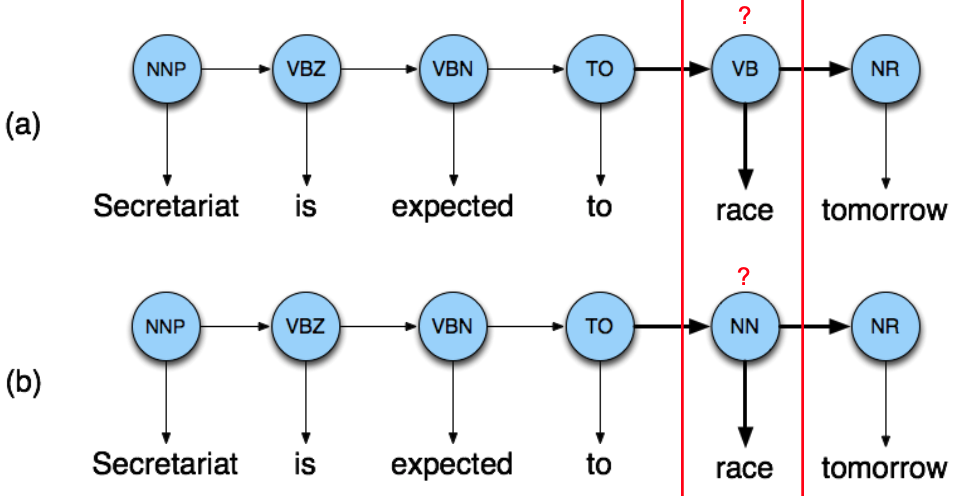 ?
NNP VBZ VBN TO VB NR
(a)
Secretariat is expected to race tomorrow
?
NNP VBZ VBN TO NN NR
(b)
Secretariat is expected to race tomorrow